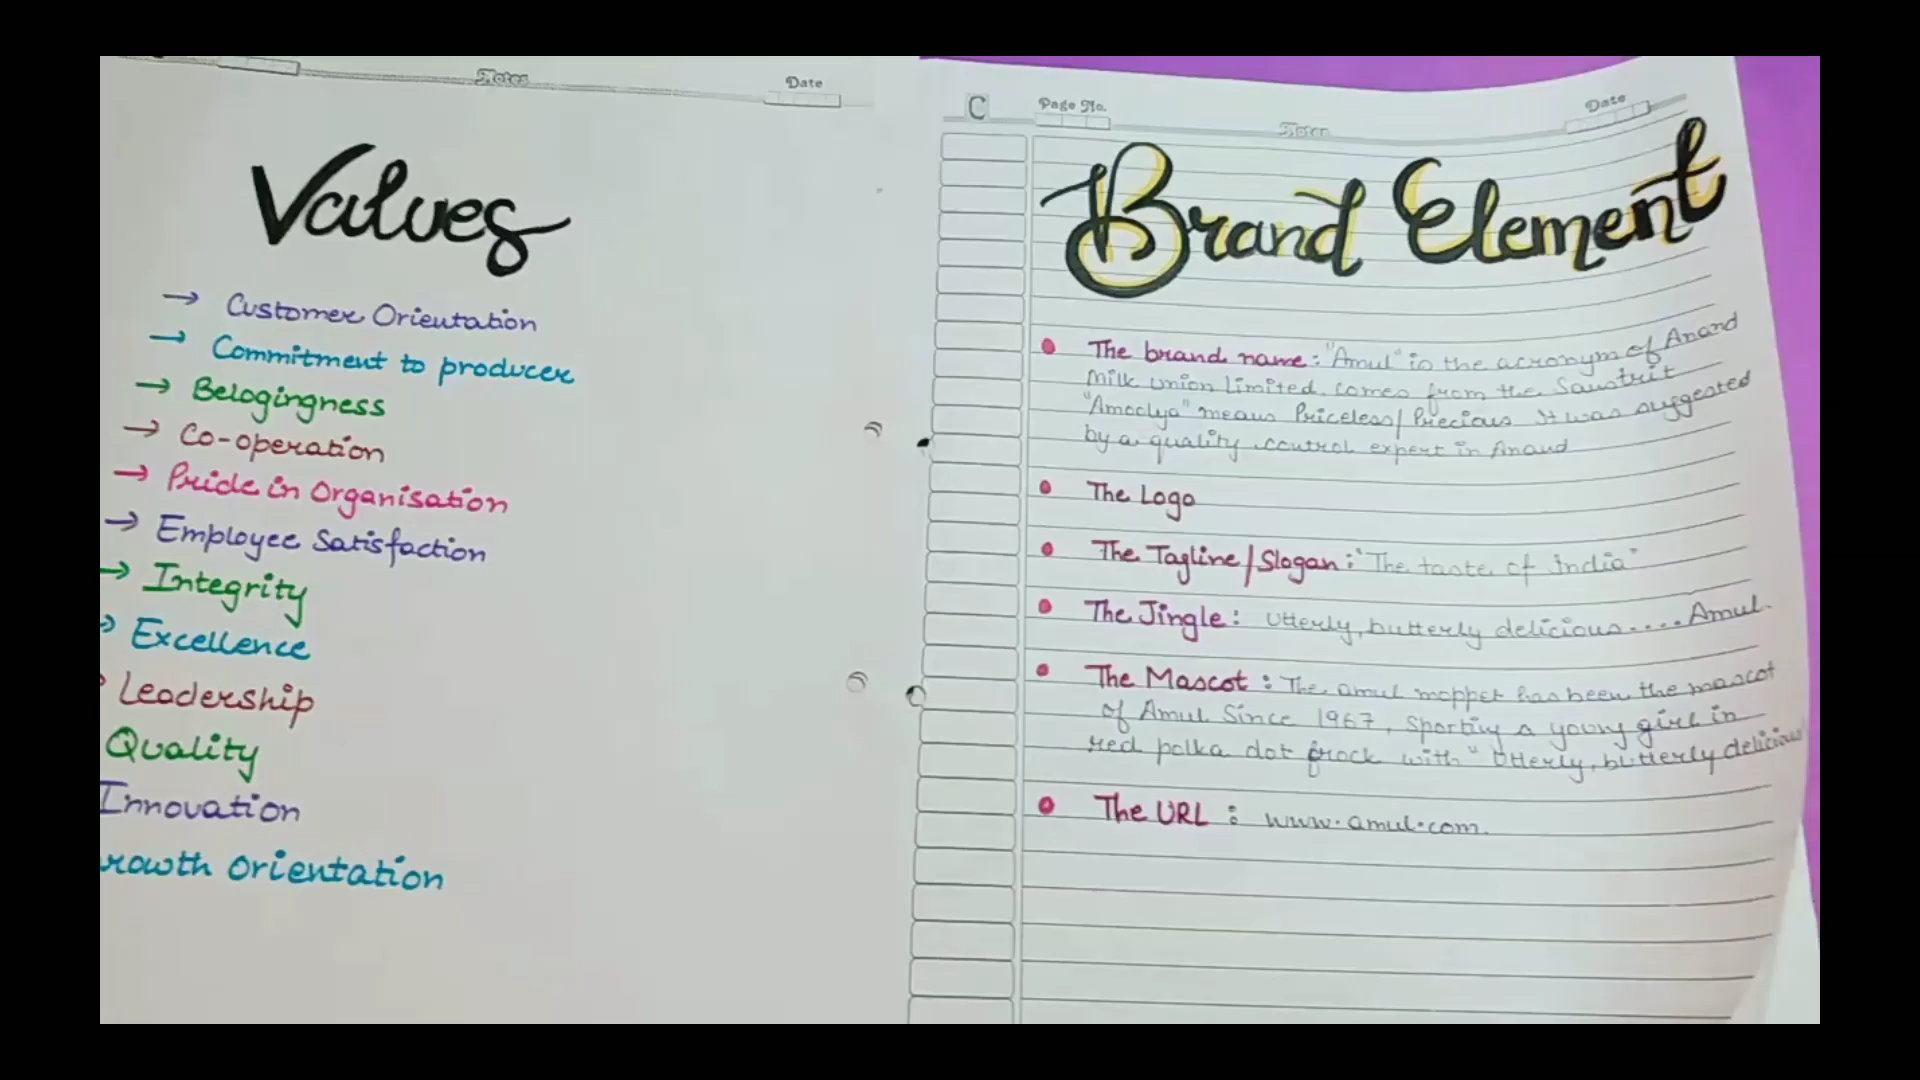 Notes
Date
Values
→ Customer Orientation
→ Commitment to producer
→ Belogingness
→ Co-operation
→ Pride in Organisation
→ Employee Satisfaction
→ Integrity
→ Excellence
Leadership
Quality
Innovation
rowth Orientation
C
Page No.
Notes
Date
Brand Element
• The brand name: "Amul" is the acronym of Anand
Milk union limited. comes from the Sanstrit
"Amoolya" means Priceless/Precious It was suggested
by a quality control expert in Anand
• The Logo
• The Tagline/Slogan: "The taste of India"
• The Jingle: Utterly, butterly delicious.... Amul.
• The Mascot: The amul moppet has been the mascot
of Amul Since 1967, Sporting a young girl in
red polka dot frock with "Utterly, butterly delicious"
• The URL: www.amul.com.